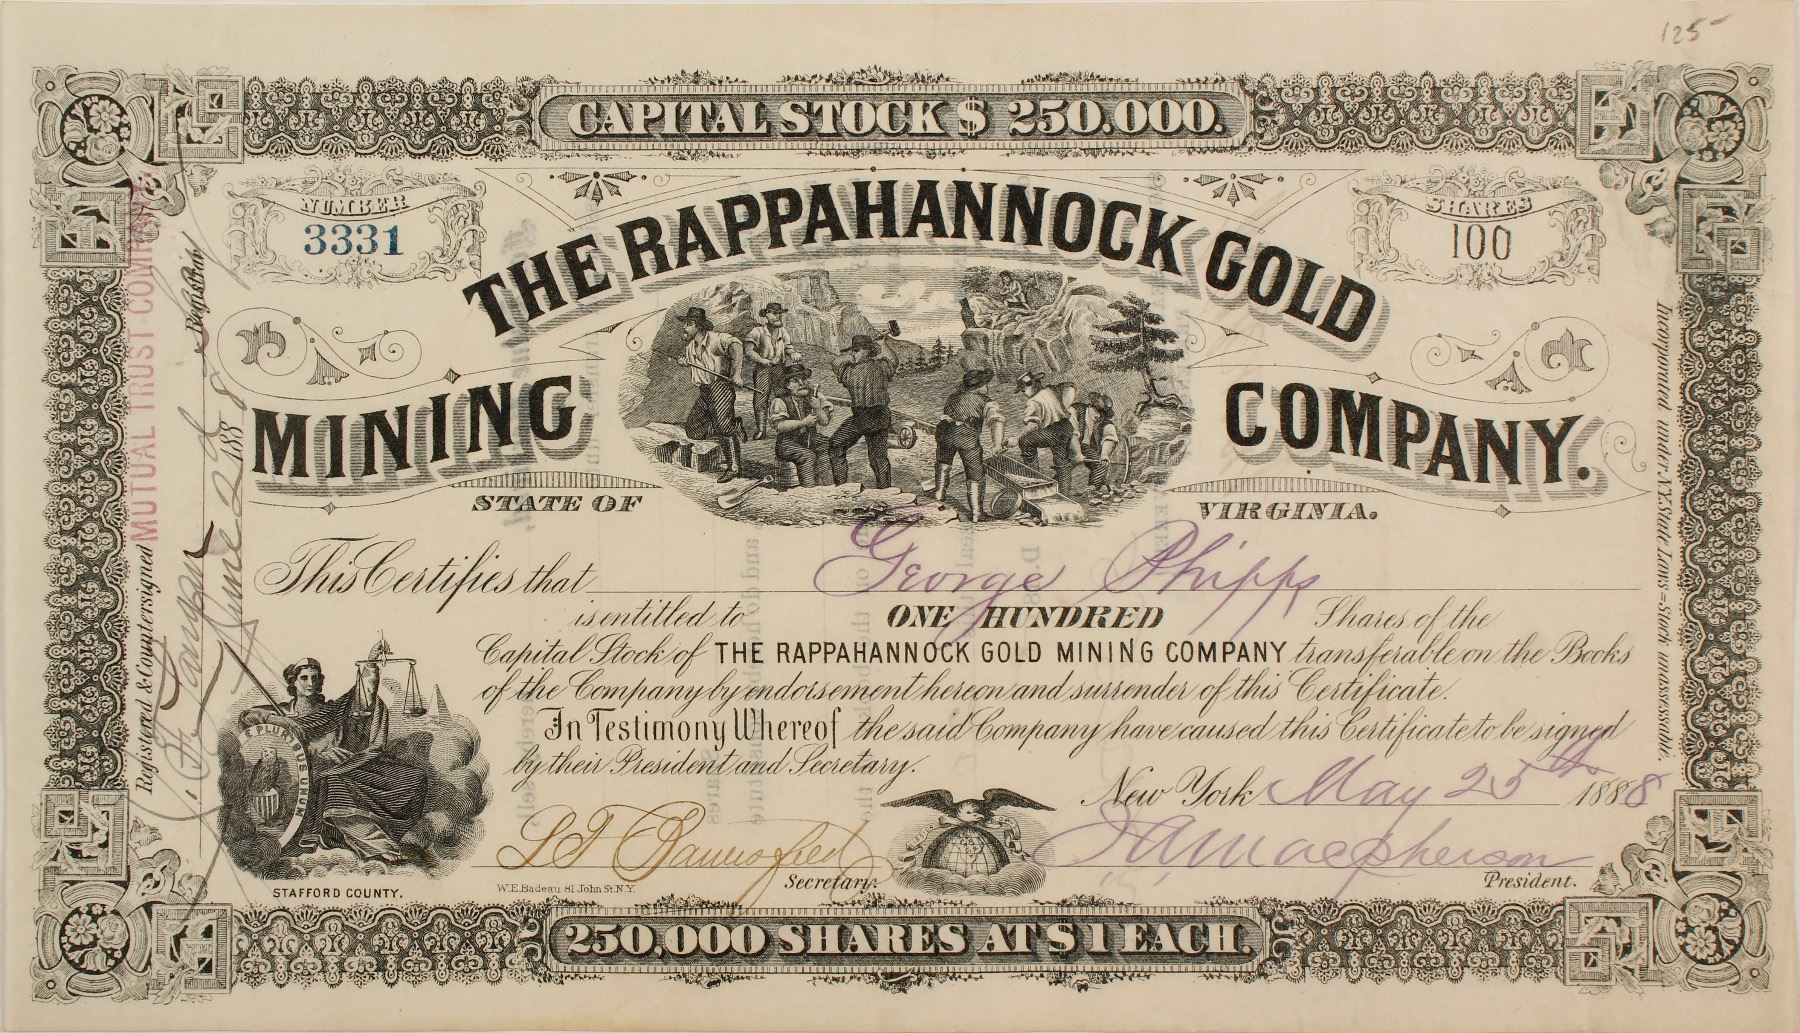 125-
CAPITAL STOCK $ 250.000.
NUMBER
3331
SHARES
100
THE RAPPAHANNOCK GOLD
MINING COMPANY.
STATE OF VIRGINIA.
This Certifies that George Phipps
is entitled to ONE HUNDRED Shares of the
Capital Stock of THE RAPPAHANNOCK GOLD MINING COMPANY transferable on the Books
of the Company by endorsement hereon and surrender of this Certificate.
In Testimony Whereof the said Company have caused this Certificate to be signed
by their President and Secretary.
New York May 25th 1888
Secretary.
Macpherson
President.
E PLURIBUS UNUM
STAFFORD COUNTY.
W.E.Badeau 81 John St. N.Y.
250,000 SHARES AT $1 EACH.
Registered & Countersigned June 2d 1888
MUTUAL TRUST COMPANY
Registrar
Incorporated under N.Y. State Laws=Stock unassessable.